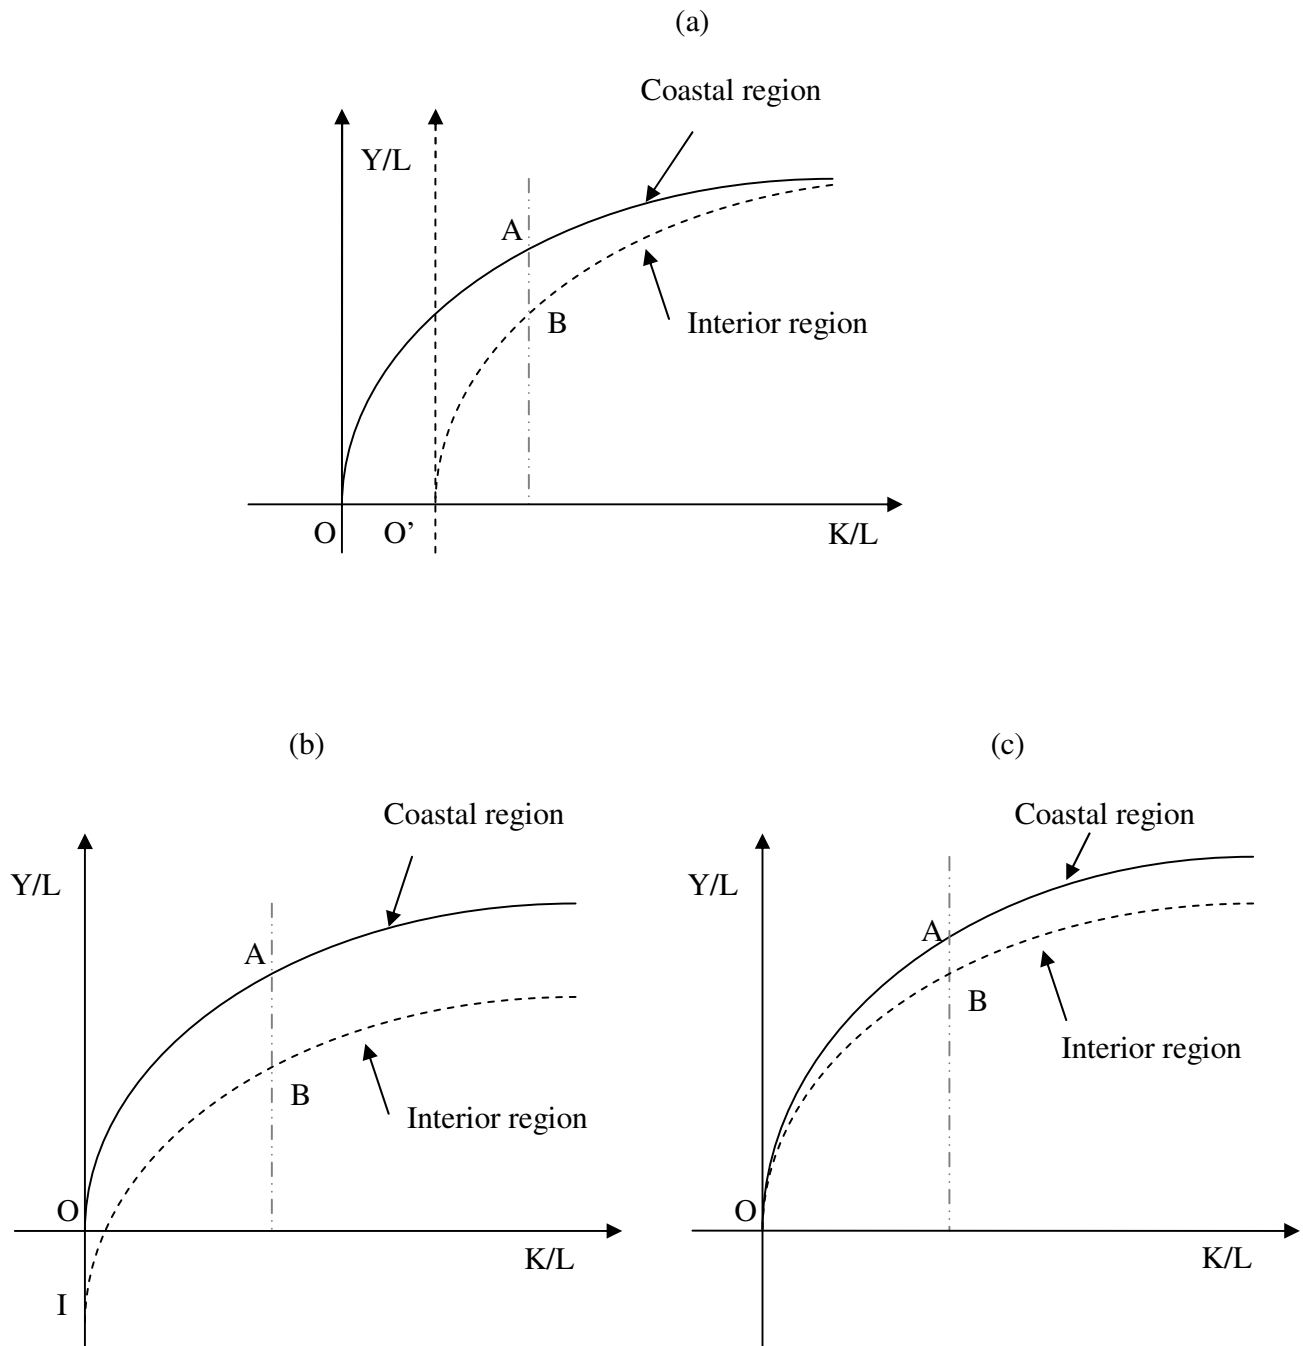 (a)
Coastal region
Y/L
A
B
Interior region
O
O’
K/L
(b)
Coastal region
Y/L
A
B
Interior region
O
K/L
I
(c)
Coastal region
Y/L
A
B
Interior region
O
K/L